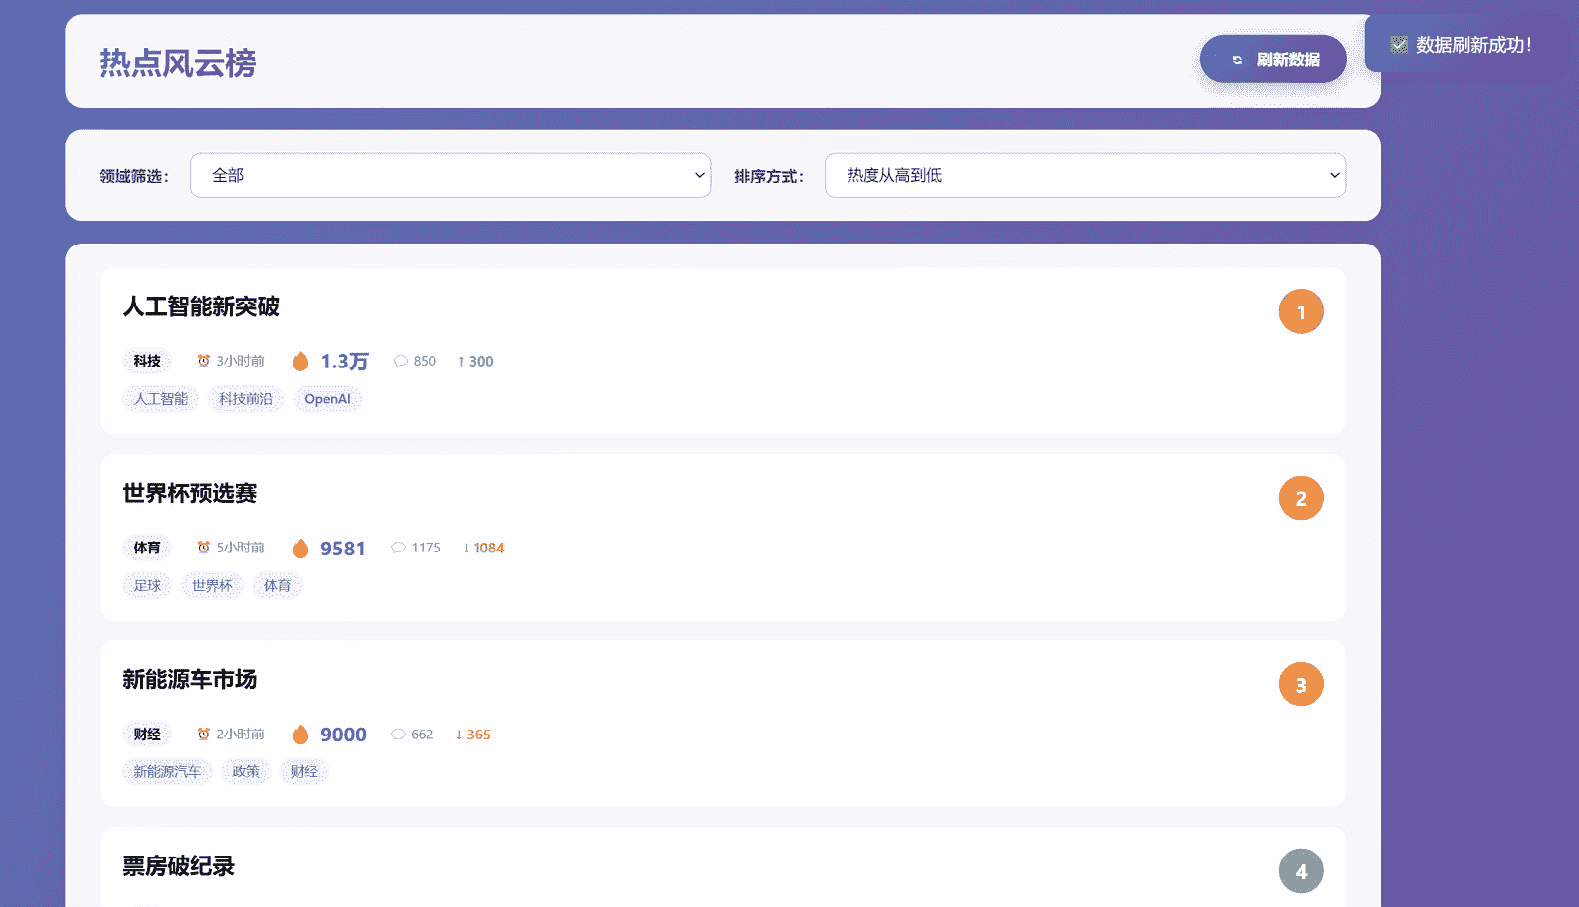 热点风云榜
刷新数据
数据刷新成功！
领域筛选： 全部 排序方式： 热度从高到低
人工智能新突破
1
科技 3小时前 1.3万 850 ↑ 300
人工智能 科技前沿 OpenAI
世界杯预选赛
2
体育 5小时前 9581 1175 ↓ 1084
足球 世界杯 体育
新能源车市场
3
财经 2小时前 9000 662 ↓ 365
新能源汽车 政策 财经
票房破纪录
4